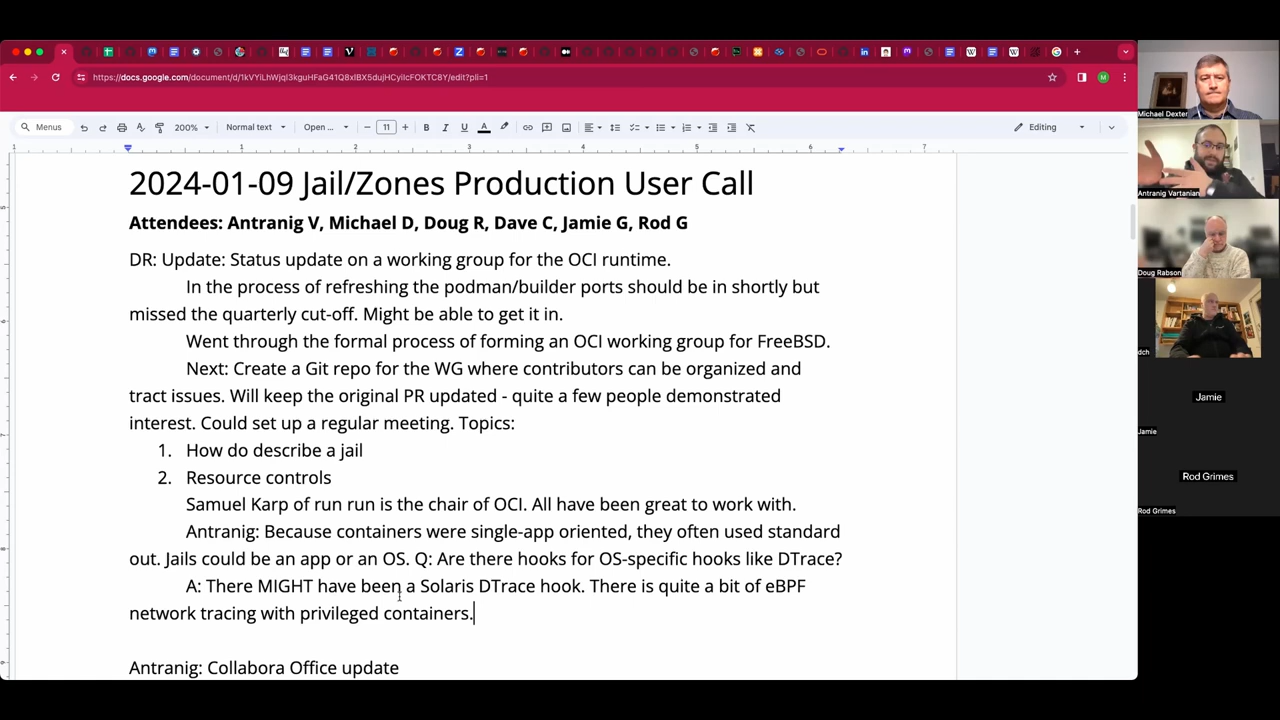 https://docs.google.com/document/d/1kVYiLhWjqI3kguHFaG41Q8xIBX5dujHCyiIcFOKTC8Y/edit?pli=1
Menus 200% Normal text Open ... 11 Editing
2024-01-09 Jail/Zones Production User Call
Attendees: Antranig V, Michael D, Doug R, Dave C, Jamie G, Rod G
DR: Update: Status update on a working group for the OCI runtime.
In the process of refreshing the podman/builder ports should be in shortly but
missed the quarterly cut-off. Might be able to get it in.
Went through the formal process of forming an OCI working group for FreeBSD.
Next: Create a Git repo for the WG where contributors can be organized and
tract issues. Will keep the original PR updated - quite a few people demonstrated
interest. Could set up a regular meeting. Topics:
1. How do describe a jail
2. Resource controls
Samuel Karp of run run is the chair of OCI. All have been great to work with.
Antranig: Because containers were single-app oriented, they often used standard
out. Jails could be an app or an OS. Q: Are there hooks for OS-specific hooks like DTrace?
A: There MIGHT have been a Solaris DTrace hook. There is quite a bit of eBPF
network tracing with privileged containers.
Antranig: Collabora Office update
Michael Dexter
Antranig Vartanian
Doug Rabson
dch
Jamie
Jamie
Rod Grimes
Rod Grimes